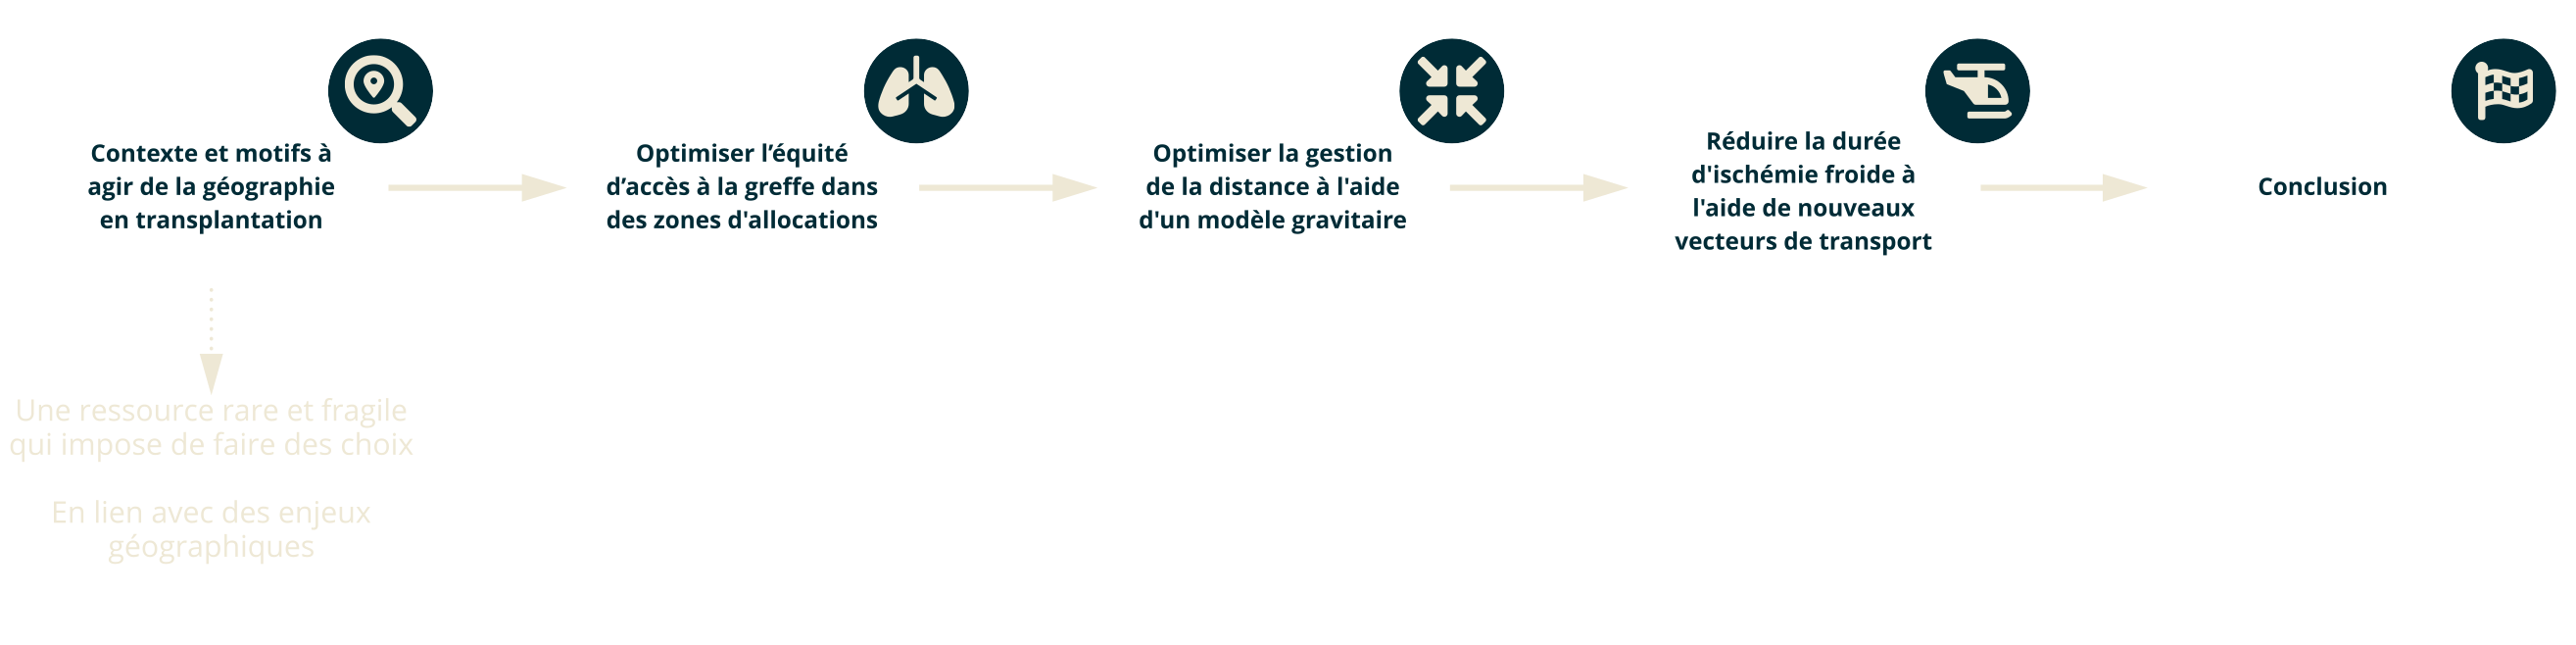 Contexte et motifs à
agir de la géographie
en transplantation
Optimiser l’équité
d’accès à la greffe dans
des zones d'allocations
Optimiser la gestion
de la distance à l'aide
d'un modèle gravitaire
Réduire la durée
d'ischémie froide à
l'aide de nouveaux
vecteurs de transport
Conclusion
Une ressource rare et fragile
qui impose de faire des choix
En lien avec des enjeux
géographiques